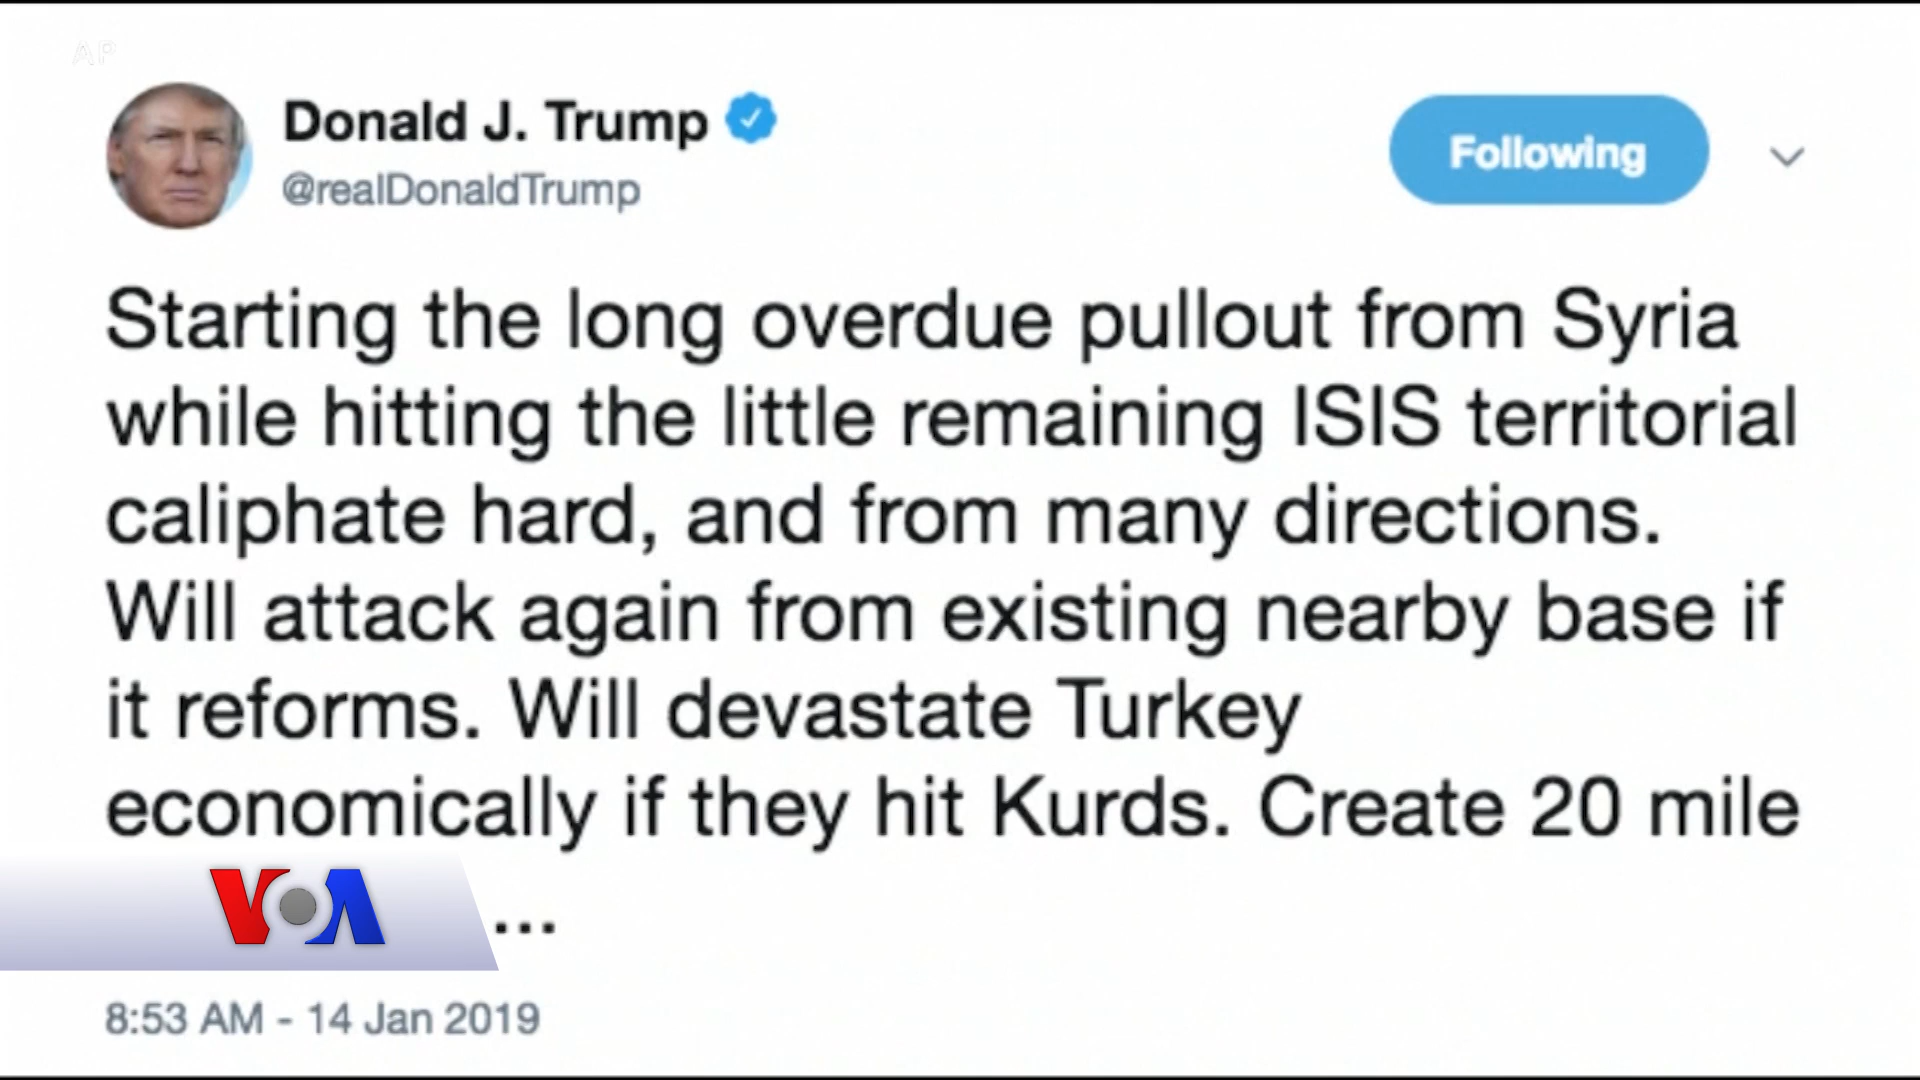 AP
Donald J. Trump
@realDonaldTrump
Following
Starting the long overdue pullout from Syria
while hitting the little remaining ISIS territorial
caliphate hard, and from many directions.
Will attack again from existing nearby base if
it reforms. Will devastate Turkey
economically if they hit Kurds. Create 20 mile
...
VOA
8:53 AM - 14 Jan 2019